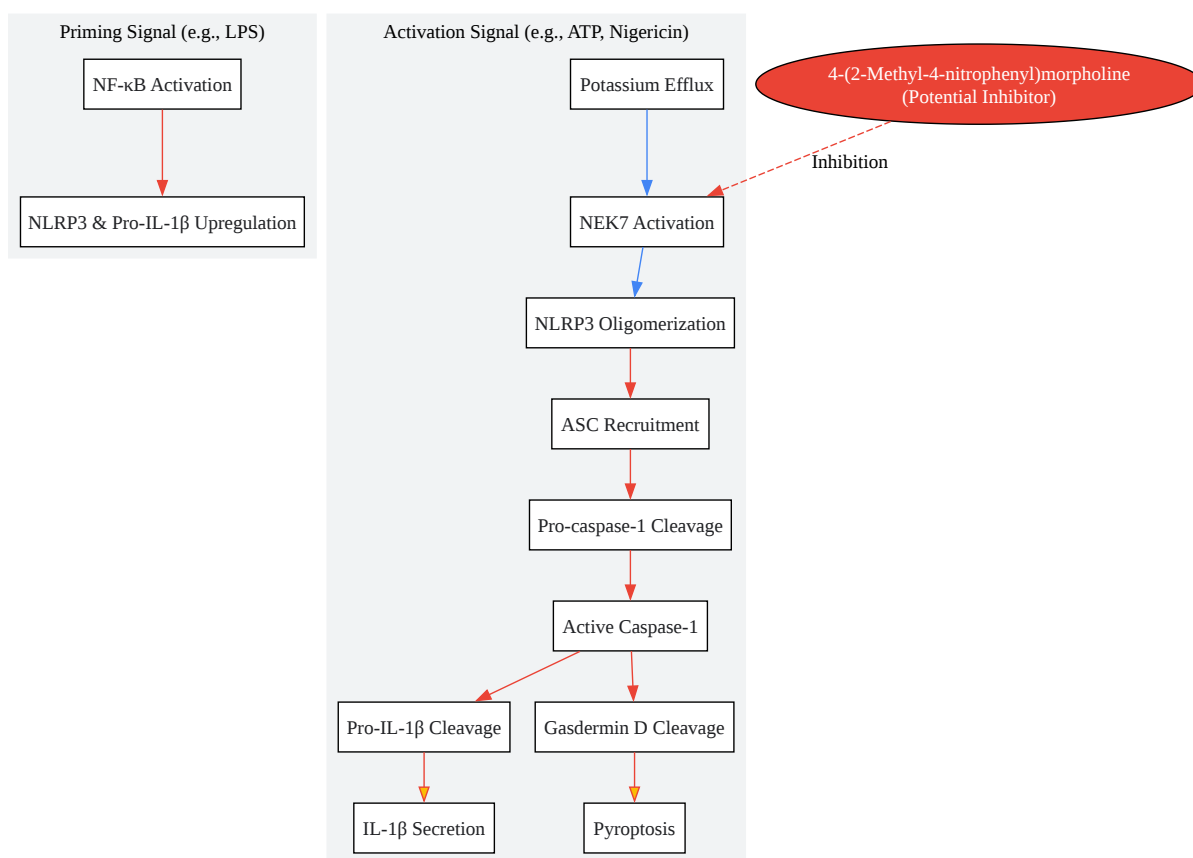 Priming Signal (e.g., LPS)
NF-κB Activation
NLRP3 & Pro-IL-1β Upregulation
Activation Signal (e.g., ATP, Nigericin)
Potassium Efflux
4-(2-Methyl-4-nitrophenyl)morpholine
(Potential Inhibitor)
Inhibition
NEK7 Activation
NLRP3 Oligomerization
ASC Recruitment
Pro-caspase-1 Cleavage
Active Caspase-1
Pro-IL-1β Cleavage
Gasdermin D Cleavage
IL-1β Secretion
Pyroptosis